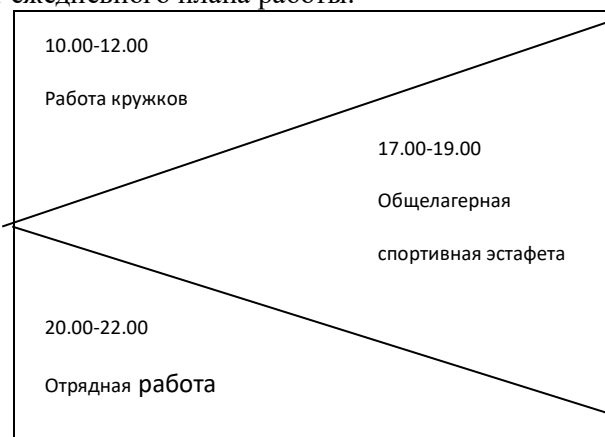 ежедневного плана работы.
10.00-12.00
Работа кружков
17.00-19.00
Общелагерная
спортивная эстафета
20.00-22.00
Отрядная работа